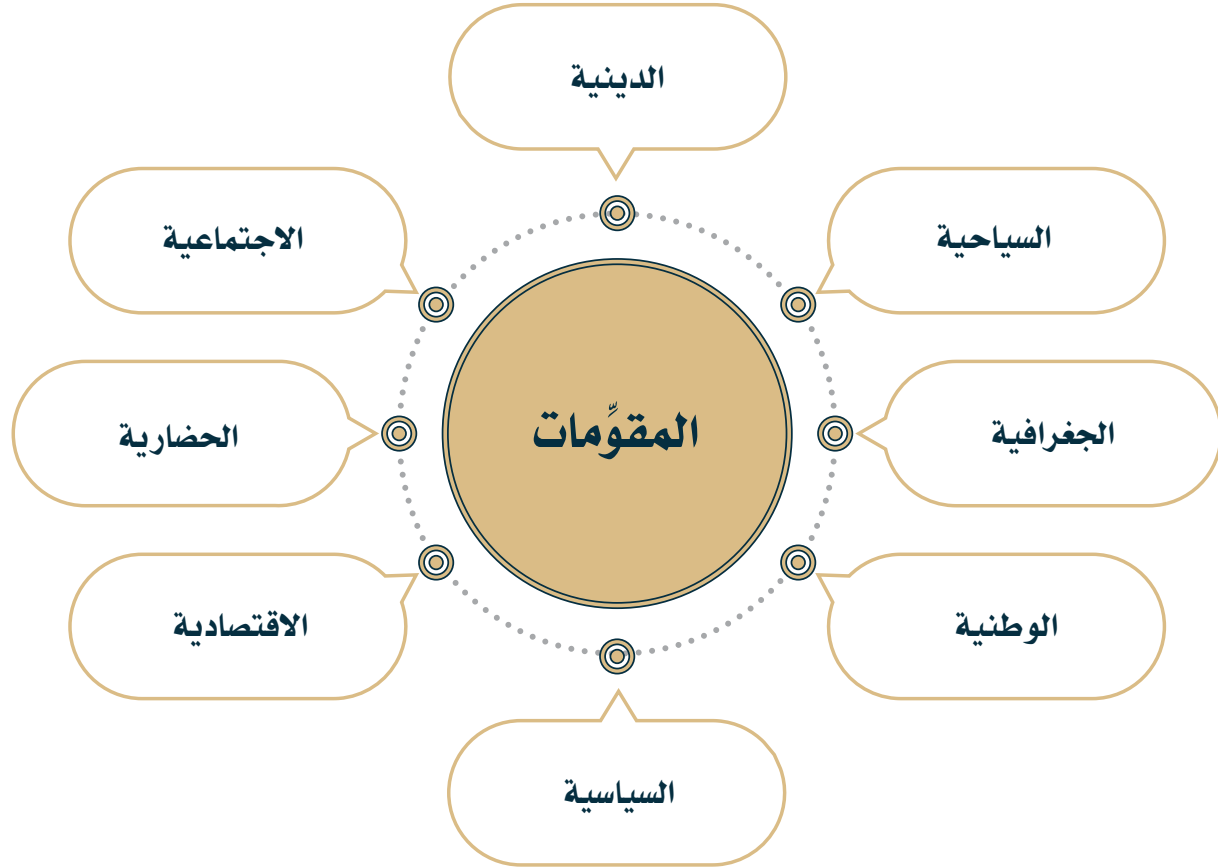 الدينية
السياحية
الاجتماعية
المقوِّمات
الجغرافية
الحضارية
الوطنية
الاقتصادية
السياسية